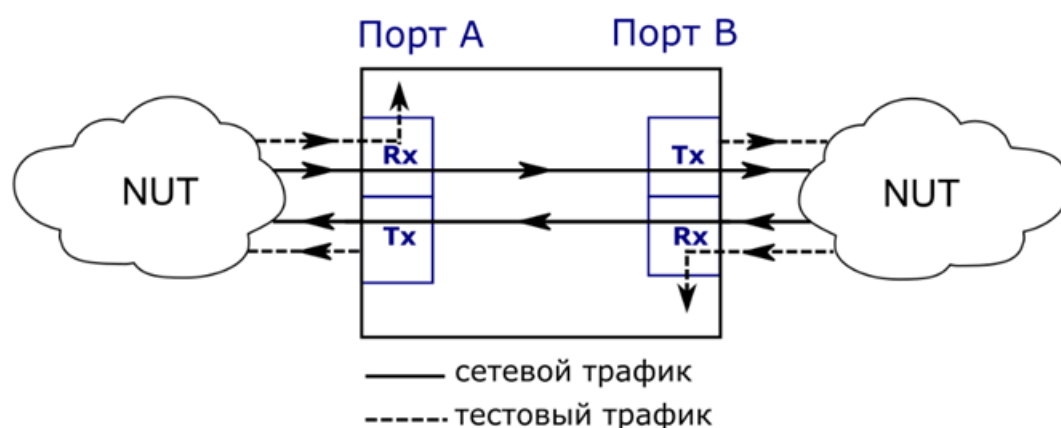 Порт А
Порт В
Rx
Tx
NUT
NUT
Tx
Rx
сетевой трафик
тестовый трафик